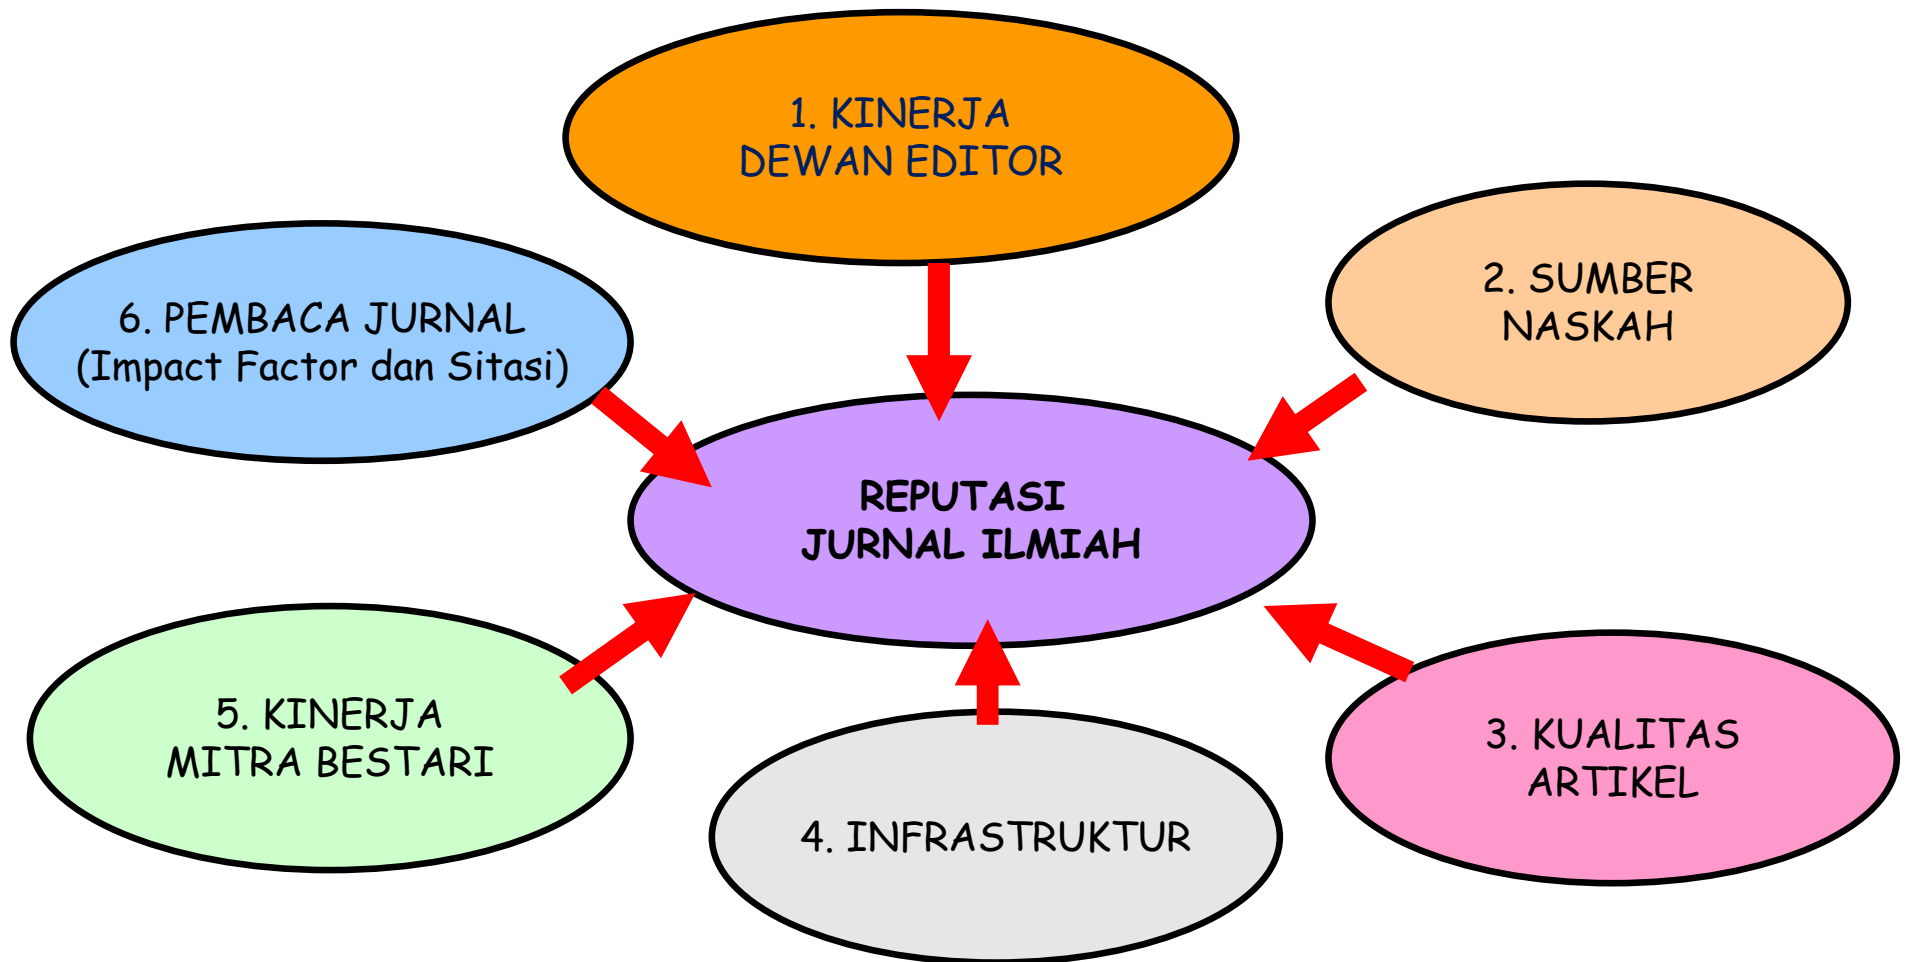 1. KINERJA
DEWAN EDITOR
2. SUMBER
NASKAH
6. PEMBACA JURNAL
(Impact Factor dan Sitasi)
REPUTASI
JURNAL ILMIAH
5. KINERJA
MITRA BESTARI
3. KUALITAS
ARTIKEL
4. INFRASTRUKTUR